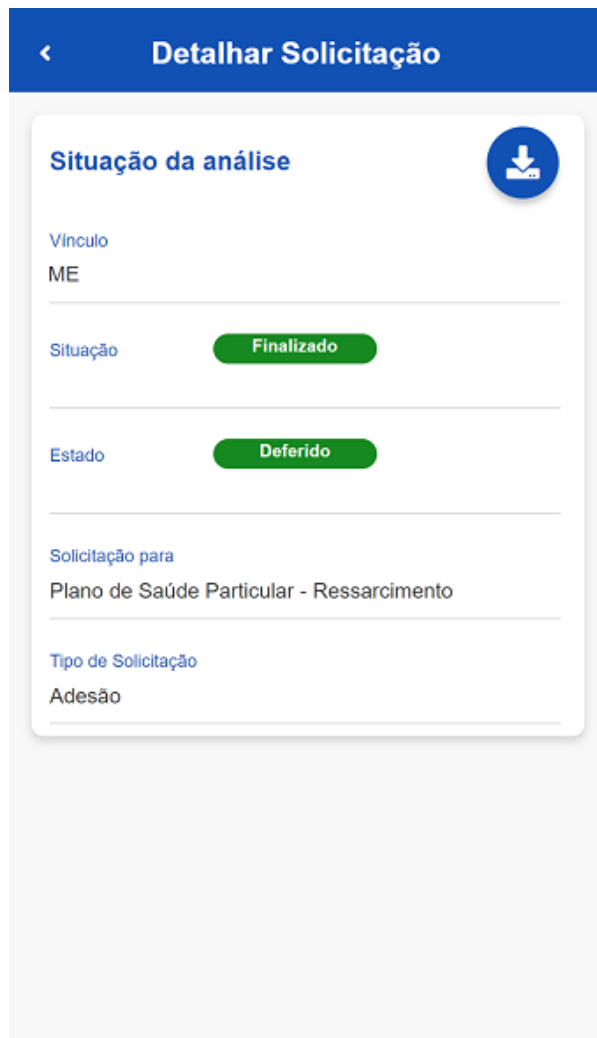 Detalhar Solicitação
Situação da análise
Vínculo
ME
Situação
Finalizado
Estado
Deferido
Solicitação para
Plano de Saúde Particular - Ressarcimento
Tipo de Solicitação
Adesão